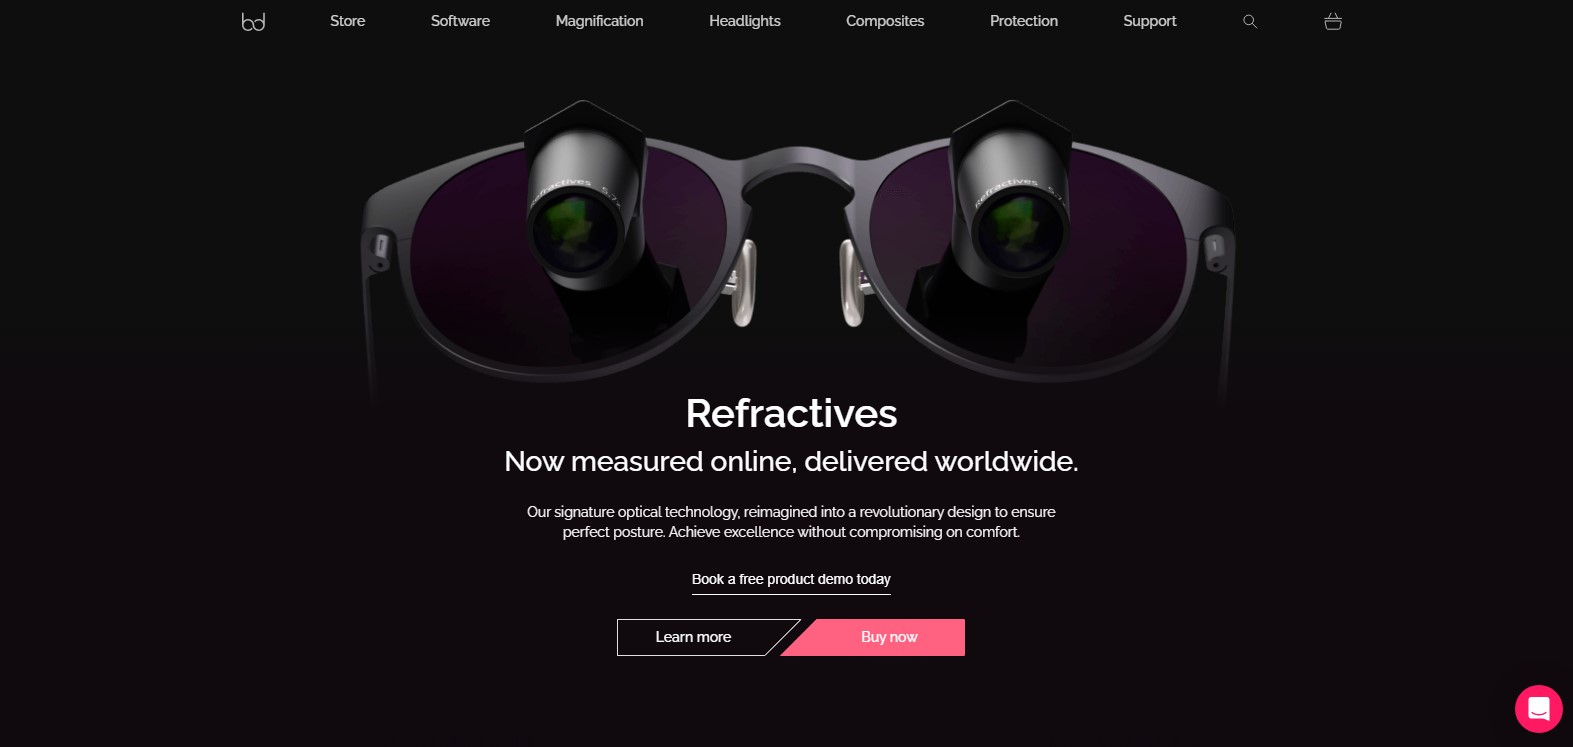 bd
Store
Software
Magnification
Headlights
Composites
Protection
Support
Refractives 5.7x
Refractives 5.7x
Refractives
Now measured online, delivered worldwide.
Our signature optical technology, reimagined into a revolutionary design to ensure
perfect posture. Achieve excellence without compromising on comfort.
Book a free product demo today
Learn more
Buy now